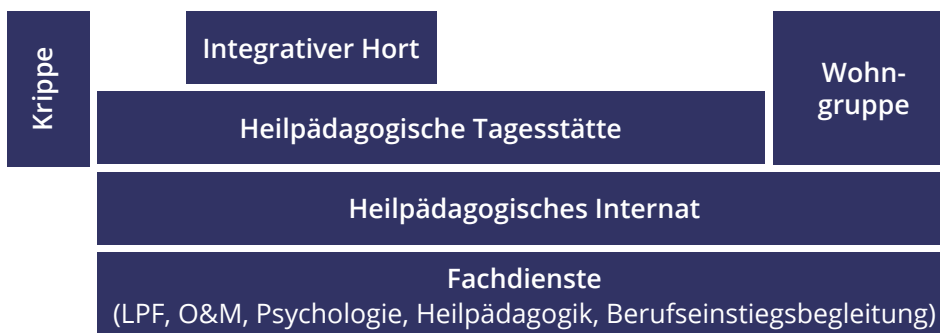 Krippe
Integrativer Hort
Wohn-
gruppe
Heilpädagogische Tagesstätte
Heilpädagogisches Internat
Fachdienste
(LPF, O&M, Psychologie, Heilpädagogik, Berufseinstiegsbegleitung)